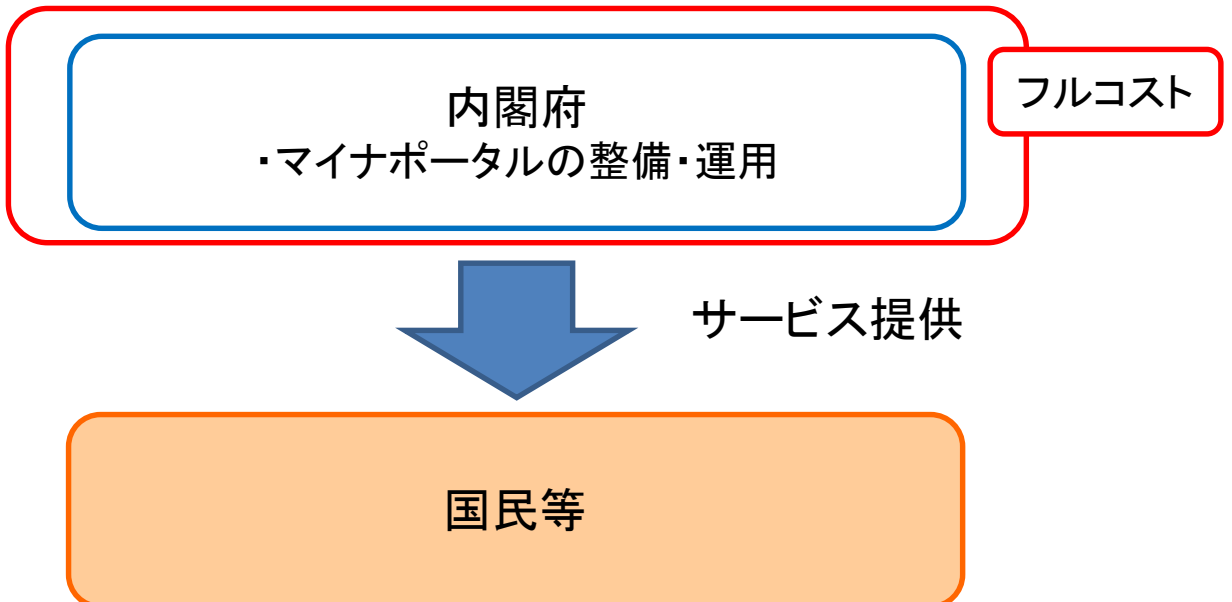 内閣府
フルコスト
・マイナポータルの整備・運用
サービス提供
国民等